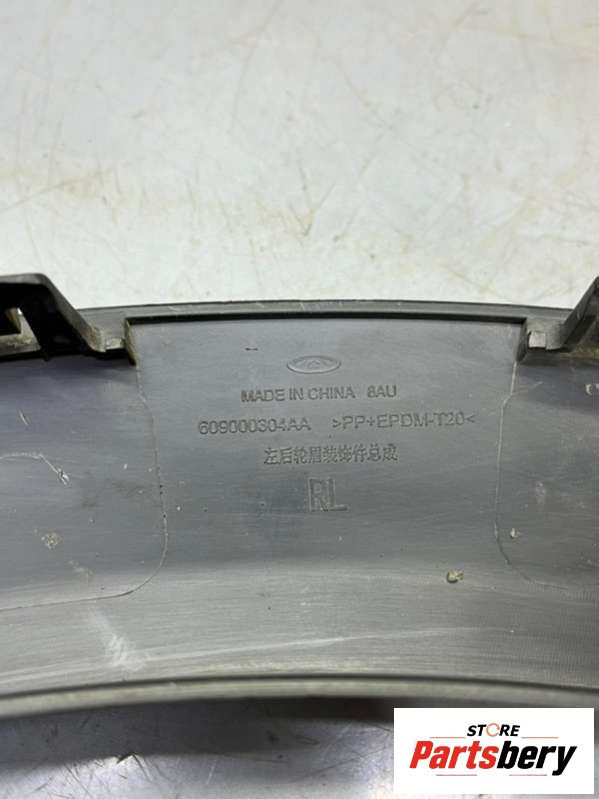 MADE IN CHINA 8AU
609000304AA >PP+EPDM-T20<
左后轮眉装饰件总成
RL
STORE
Partsbery